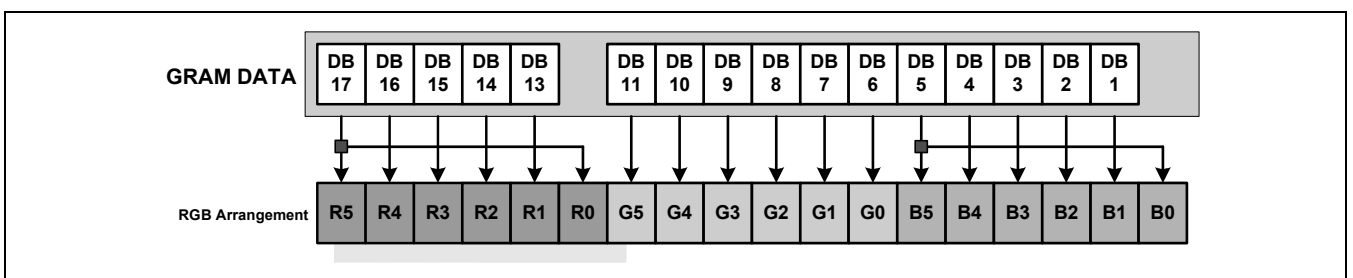 GRAM DATA DB 17 DB 16 DB 15 DB 14 DB 13 DB 11 DB 10 DB 9 DB 8 DB 7 DB 6 DB 5 DB 4 DB 3 DB 2 DB 1
RGB Arrangement R5 R4 R3 R2 R1 R0 G5 G4 G3 G2 G1 G0 B5 B4 B3 B2 B1 B0